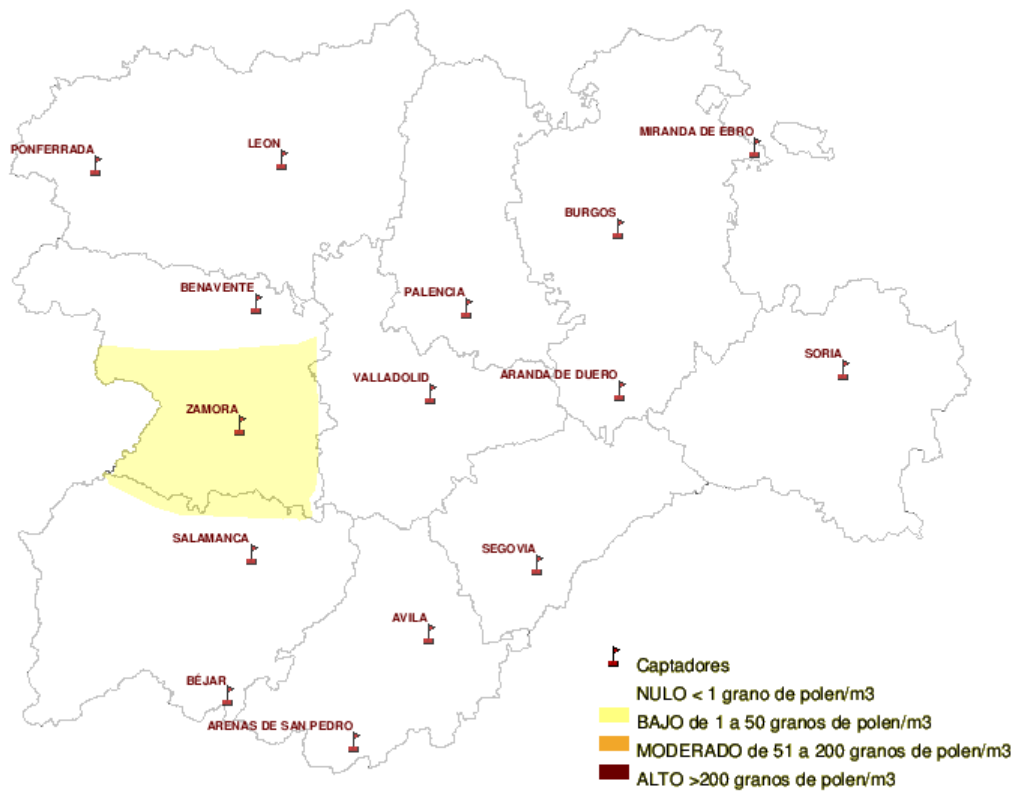 MIRANDA DE EBRO
PONFERRADA
LEON
BURGOS
BENAVENTE
PALENCIA
SORIA
VALLADOLID
ARANDA DE DUERO
ZAMORA
SALAMANCA
SEGOVIA
AVILA
BÉJAR
ARENAS DE SAN PEDRO
Captadores
NULO < 1 grano de polen/m3
BAJO de 1 a 50 granos de polen/m3
MODERADO de 51 a 200 granos de polen/m3
ALTO >200 granos de polen/m3